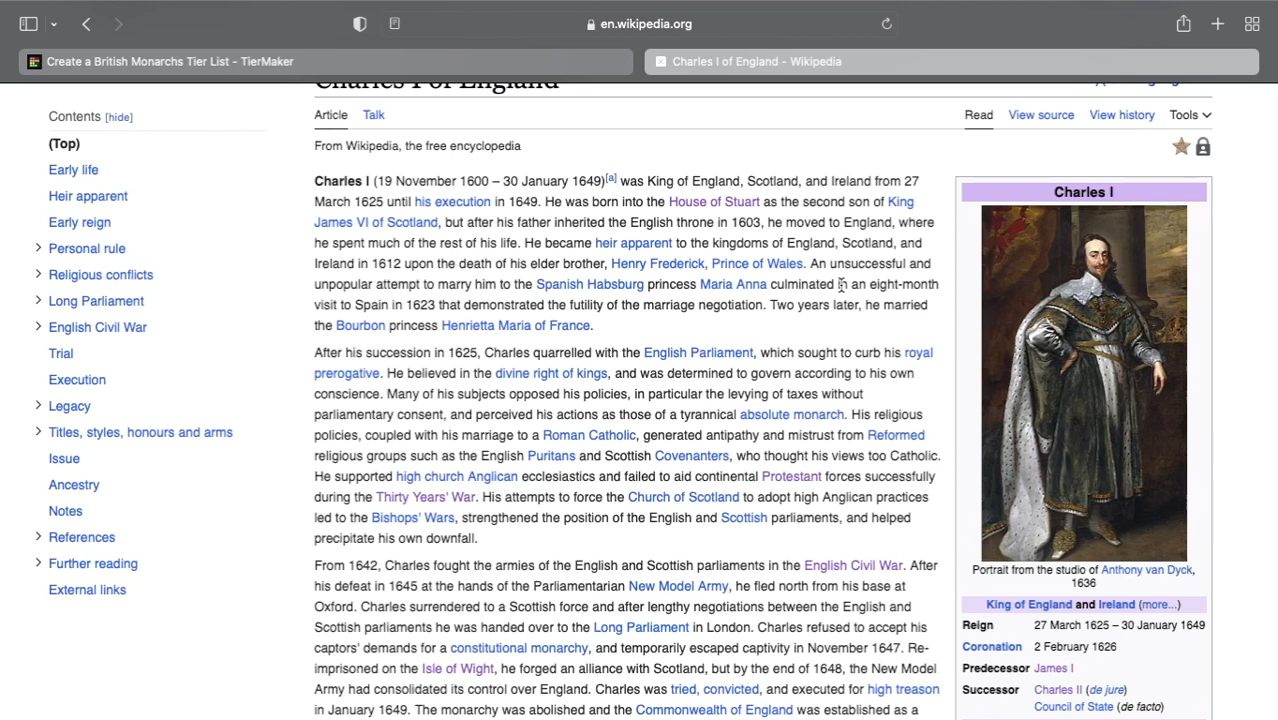 en.wikipedia.org
Create a British Monarchs Tier List - TierMaker
Charles I of England - Wikipedia
Charles I of England
Contents [hide]
(Top)
Early life
Heir apparent
Early reign
Personal rule
Religious conflicts
Long Parliament
English Civil War
Trial
Execution
Legacy
Titles, styles, honours and arms
Issue
Ancestry
Notes
References
Further reading
External links
Article Talk
Read View source View history Tools
From Wikipedia, the free encyclopedia
Charles I (19 November 1600 – 30 January 1649)[a] was King of England, Scotland, and Ireland from 27
March 1625 until his execution in 1649. He was born into the House of Stuart as the second son of King
James VI of Scotland, but after his father inherited the English throne in 1603, he moved to England, where
he spent much of the rest of his life. He became heir apparent to the kingdoms of England, Scotland, and
Ireland in 1612 upon the death of his elder brother, Henry Frederick, Prince of Wales. An unsuccessful and
unpopular attempt to marry him to the Spanish Habsburg princess Maria Anna culminated in an eight-month
visit to Spain in 1623 that demonstrated the futility of the marriage negotiation. Two years later, he married
the Bourbon princess Henrietta Maria of France.
After his succession in 1625, Charles quarrelled with the English Parliament, which sought to curb his royal
prerogative. He believed in the divine right of kings, and was determined to govern according to his own
conscience. Many of his subjects opposed his policies, in particular the levying of taxes without
parliamentary consent, and perceived his actions as those of a tyrannical absolute monarch. His religious
policies, coupled with his marriage to a Roman Catholic, generated antipathy and mistrust from Reformed
religious groups such as the English Puritans and Scottish Covenanters, who thought his views too Catholic.
He supported high church Anglican ecclesiastics and failed to aid continental Protestant forces successfully
during the Thirty Years' War. His attempts to force the Church of Scotland to adopt high Anglican practices
led to the Bishops' Wars, strengthened the position of the English and Scottish parliaments, and helped
precipitate his own downfall.
From 1642, Charles fought the armies of the English and Scottish parliaments in the English Civil War. After
his defeat in 1645 at the hands of the Parliamentarian New Model Army, he fled north from his base at
Oxford. Charles surrendered to a Scottish force and after lengthy negotiations between the English and
Scottish parliaments he was handed over to the Long Parliament in London. Charles refused to accept his
captors' demands for a constitutional monarchy, and temporarily escaped captivity in November 1647. Re-
imprisoned on the Isle of Wight, he forged an alliance with Scotland, but by the end of 1648, the New Model
Army had consolidated its control over England. Charles was tried, convicted, and executed for high treason
in January 1649. The monarchy was abolished and the Commonwealth of England was established as a
Charles I
Portrait from the studio of Anthony van Dyck,
1636
King of England and Ireland (more...)
Reign 27 March 1625 – 30 January 1649
Coronation 2 February 1626
Predecessor James I
Successor Charles II (de jure)
Council of State (de facto)